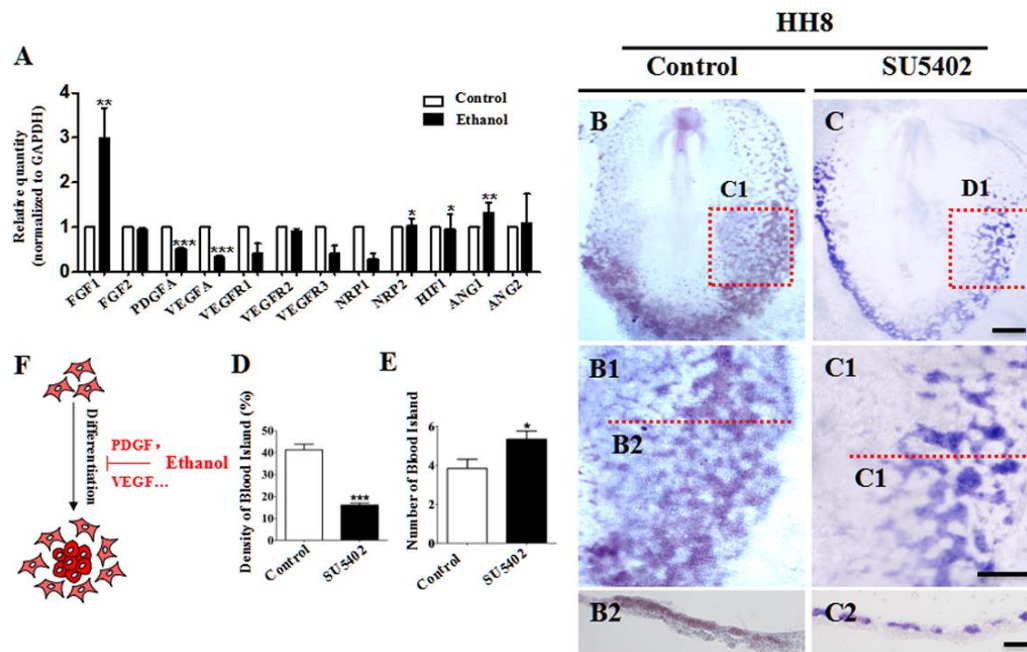 HH8
Control
SU5402
A
Relative quantity
(normalized to GAPDH)
4
3
2
1
0
Control
Ethanol
**
***
***
*
*
**
FGF1
FGF2
PDGFA
VEGFA
VEGFR1
VEGFR2
VEGFR3
NRP1
NRP2
HIF1
ANG1
ANG2
B
C1
C
D1
F
Differentiation
PDGF,
VEGF...
Ethanol
D
Density of Blood Island (%)
50
40
30
20
10
0
***
Control
SU5402
E
Number of Blood Island
6
4
2
0
*
Control
SU5402
B1
B2
C1
C1
B2
C2